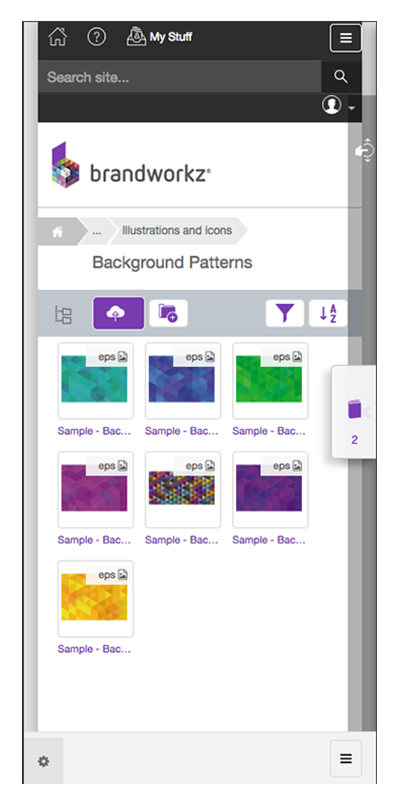 ?
My Stuff
Search site...
brandworkz®
... Illustrations and icons
Background Patterns
A
Z
eps eps eps
Sample - Bac... Sample - Bac... Sample - Bac...
2
eps eps eps
Sample - Bac... Sample - Bac... Sample - Bac...
eps
Sample - Bac...